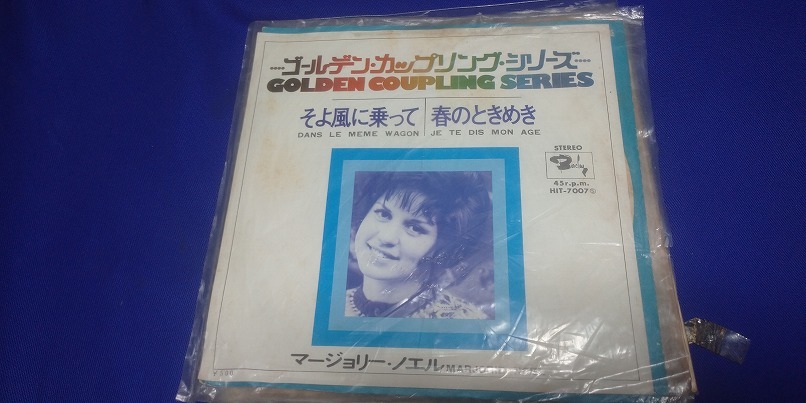 ゴールデン・カップリング・シリーズ
GOLDEN COUPLING SERIES
そよ風に乗って
DANS LE MEME WAGON
春のときめき
JE TE DIS MON AGE
STEREO
Barclay
45r.p.m.
HIT-7007
マージョリー・ノエル